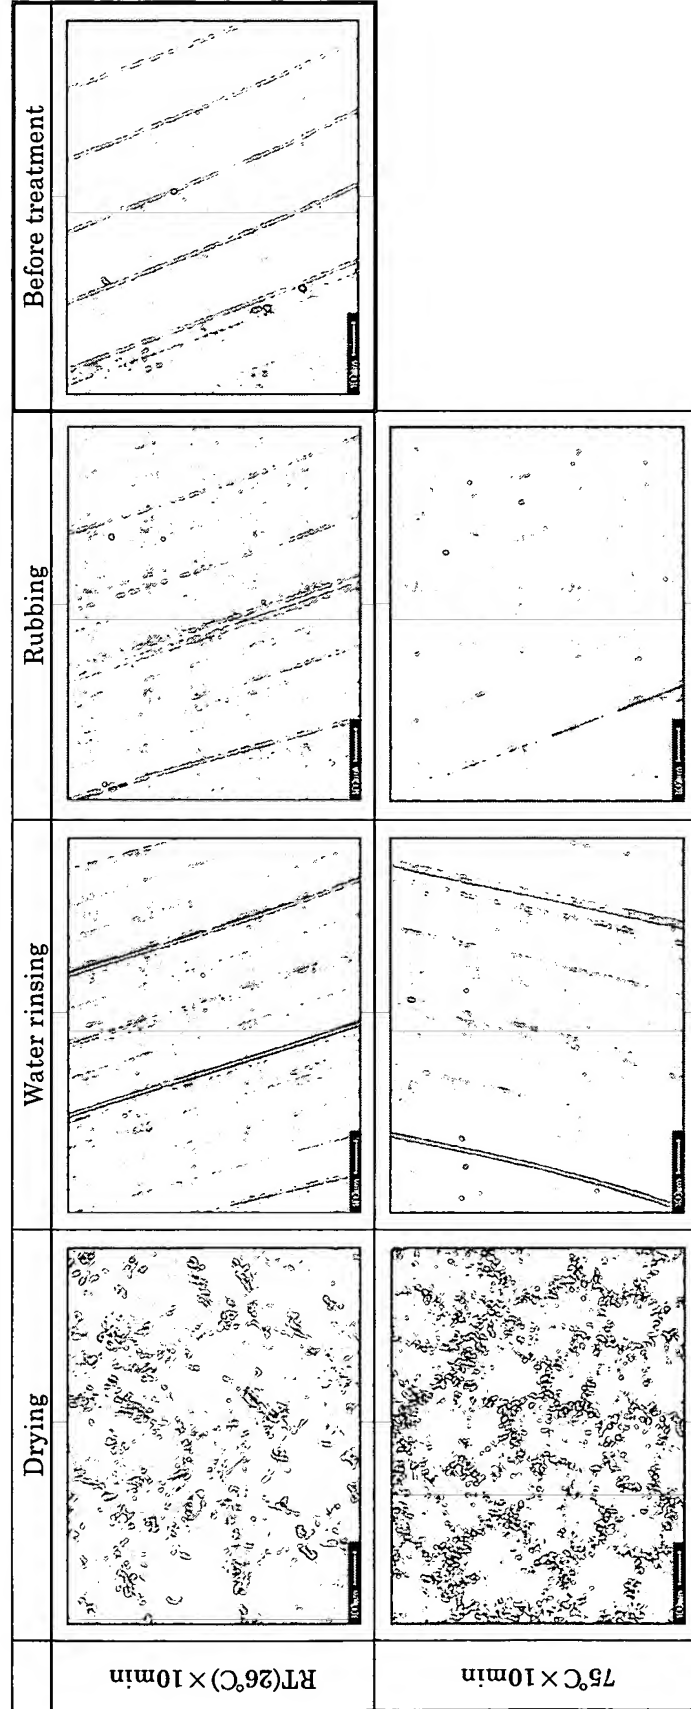 Drying
Water rinsing
Rubbing
Before treatment
RT(26°C)×10min
75°C×10min